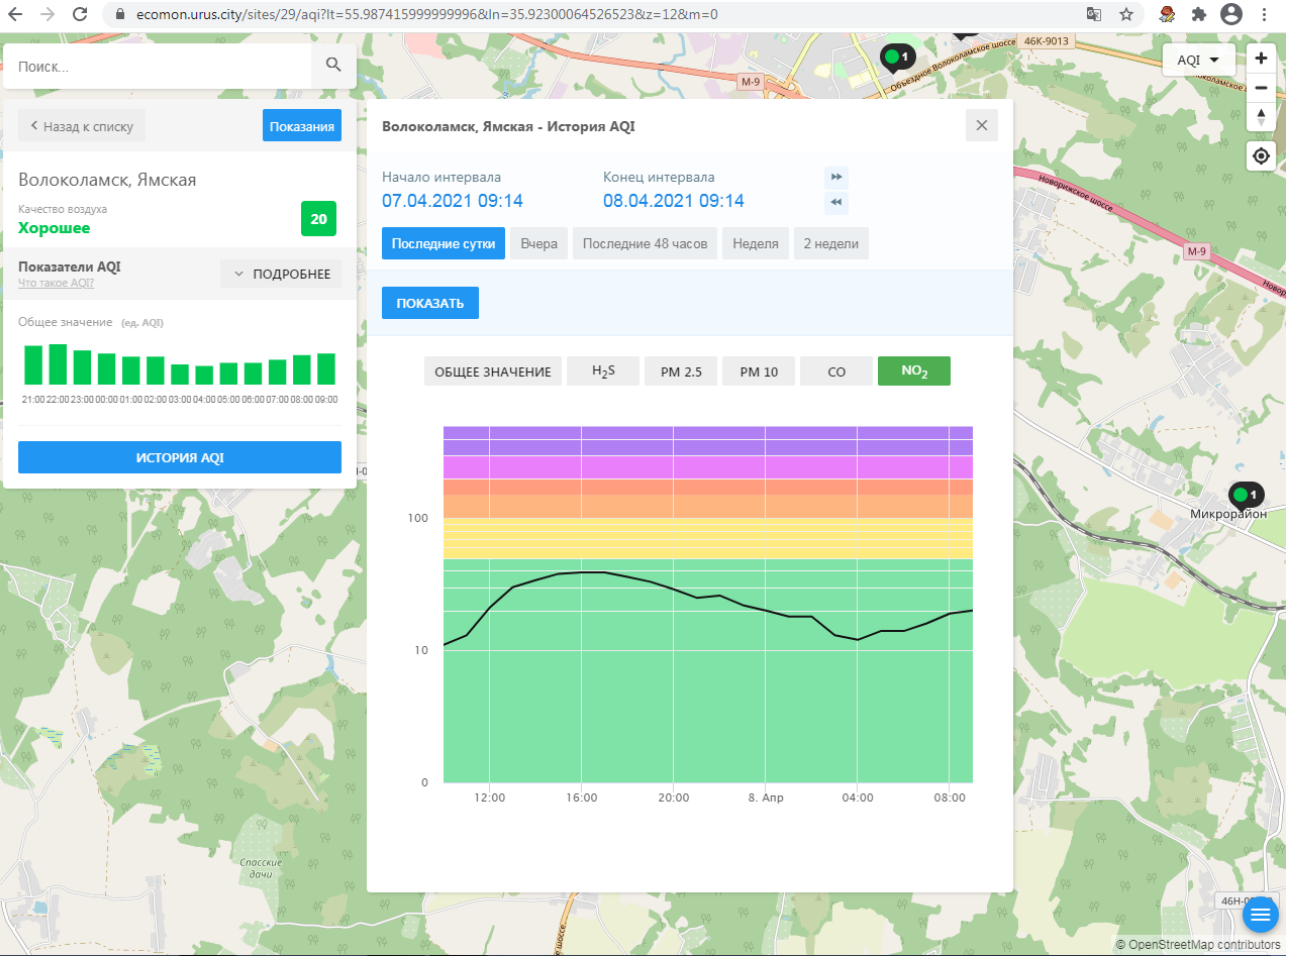 ecomon.urus.city/sites/29/aqi?lt=55.987415999999996&ln=35.92300064526523&z=12&m=0
Поиск...
46К-9013
1
Объездное Волоколамское шоссе
М-9
AQI
Назад к списку
Показания
Волоколамск, Ямская
Качество воздуха
Хорошее
20
Показатели AQI
Что такое AQI?
ПОДРОБНЕЕ
Общее значение (ед. AQI)
21:00 22:00 23:00 00:00 01:00 02:00 03:00 04:00 05:00 06:00 07:00 08:00 09:00
ИСТОРИЯ AQI
Волоколамск, Ямская - История AQI
Начало интервала
Конец интервала
07.04.2021 09:14
08.04.2021 09:14
Последние сутки
Вчера
Последние 48 часов
Неделя
2 недели
ПОКАЗАТЬ
ОБЩЕЕ ЗНАЧЕНИЕ
H2S
PM 2.5
PM 10
CO
NO2
100
10
0
12:00
16:00
20:00
8. Апр
04:00
08:00
Новорижское шоссе
М-9
1
Микрорайон
Спасские
дачи
© OpenStreetMap contributors